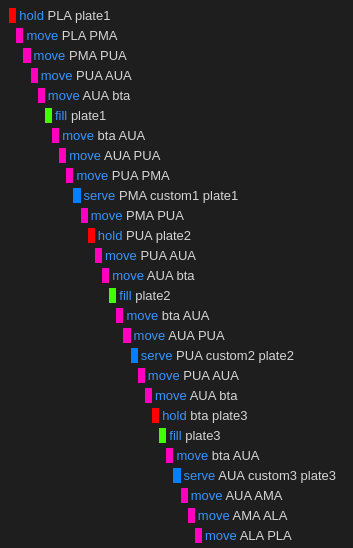 hold PLA plate1
move PLA PMA
move PMA PUA
move PUA AUA
move AUA bta
fill plate1
move bta AUA
move AUA PUA
move PUA PMA
serve PMA custom1 plate1
move PMA PUA
hold PUA plate2
move PUA AUA
move AUA bta
fill plate2
move bta AUA
move AUA PUA
serve PUA custom2 plate2
move PUA AUA
move AUA bta
hold bta plate3
fill plate3
move bta AUA
serve AUA custom3 plate3
move AUA AMA
move AMA ALA
move ALA PLA